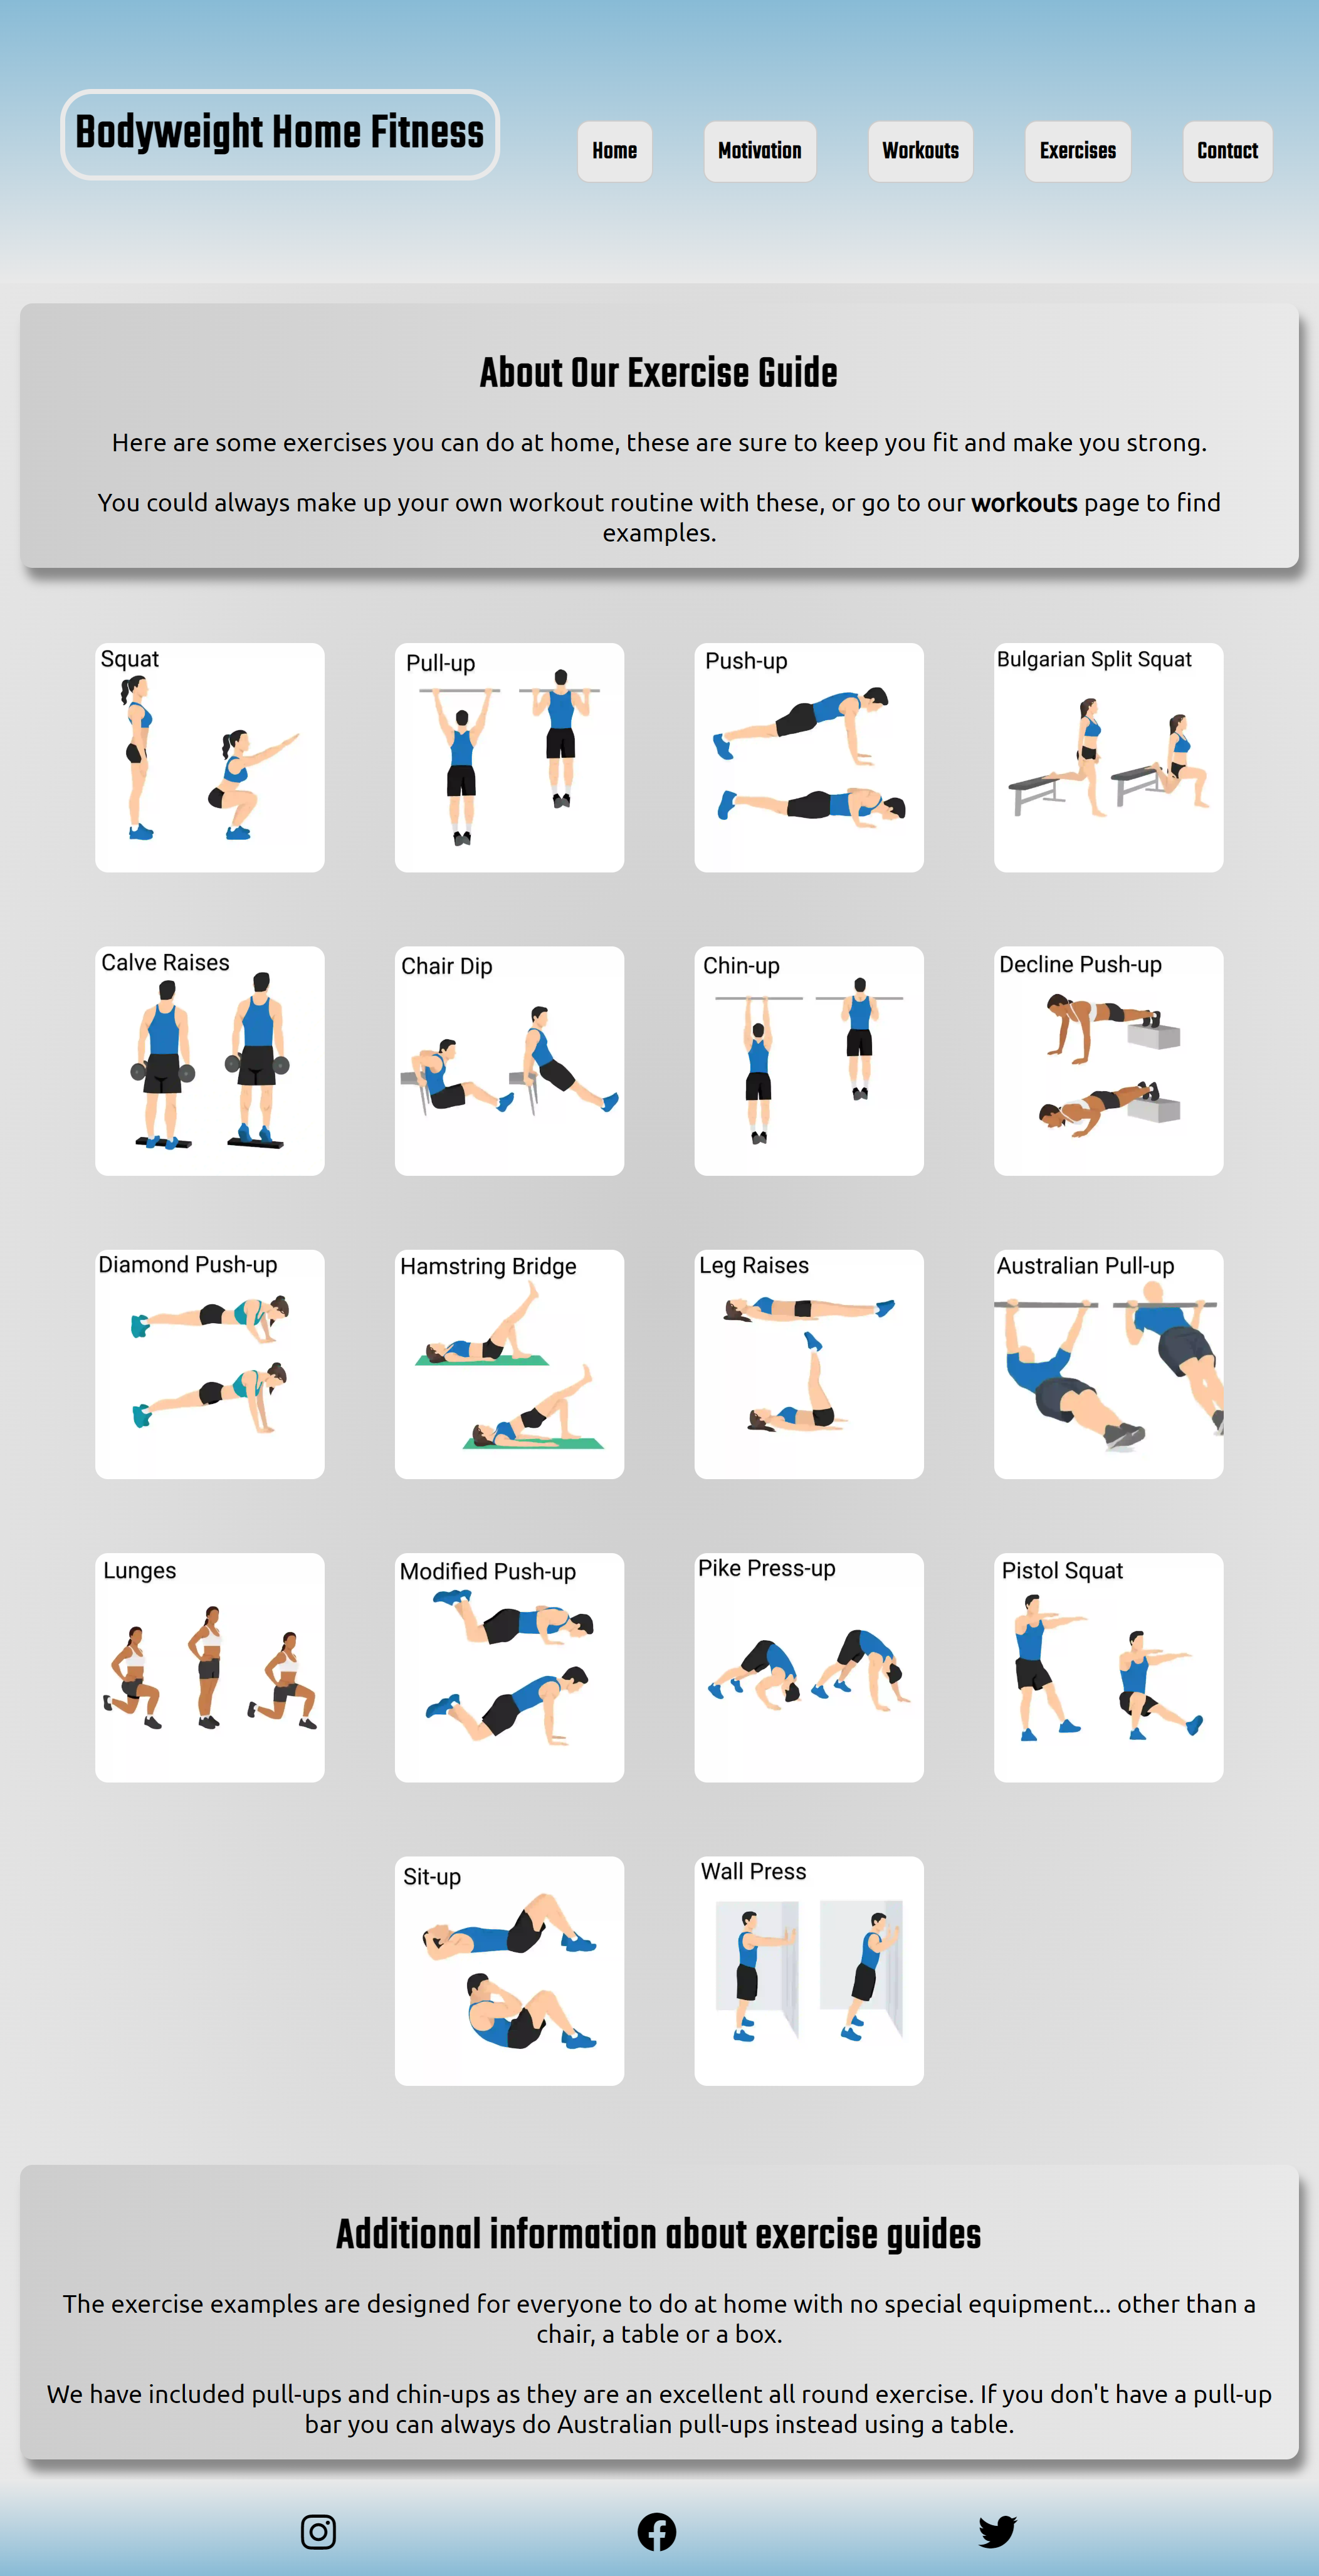 Bodyweight Home Fitness
Home
Motivation
Workouts
Exercises
Contact
About Our Exercise Guide
Here are some exercises you can do at home, these are sure to keep you fit and make you strong.
You could always make up your own workout routine with these, or go to our workouts page to find
examples.
Squat
Pull-up
Push-up
Bulgarian Split Squat
Calve Raises
Chair Dip
Chin-up
Decline Push-up
Diamond Push-up
Hamstring Bridge
Leg Raises
Australian Pull-up
Lunges
Modified Push-up
Pike Press-up
Pistol Squat
Sit-up
Wall Press
Additional information about exercise guides
The exercise examples are designed for everyone to do at home with no special equipment... other than a
chair, a table or a box.
We have included pull-ups and chin-ups as they are an excellent all round exercise. If you don't have a pull-up
bar you can always do Australian pull-ups instead using a table.